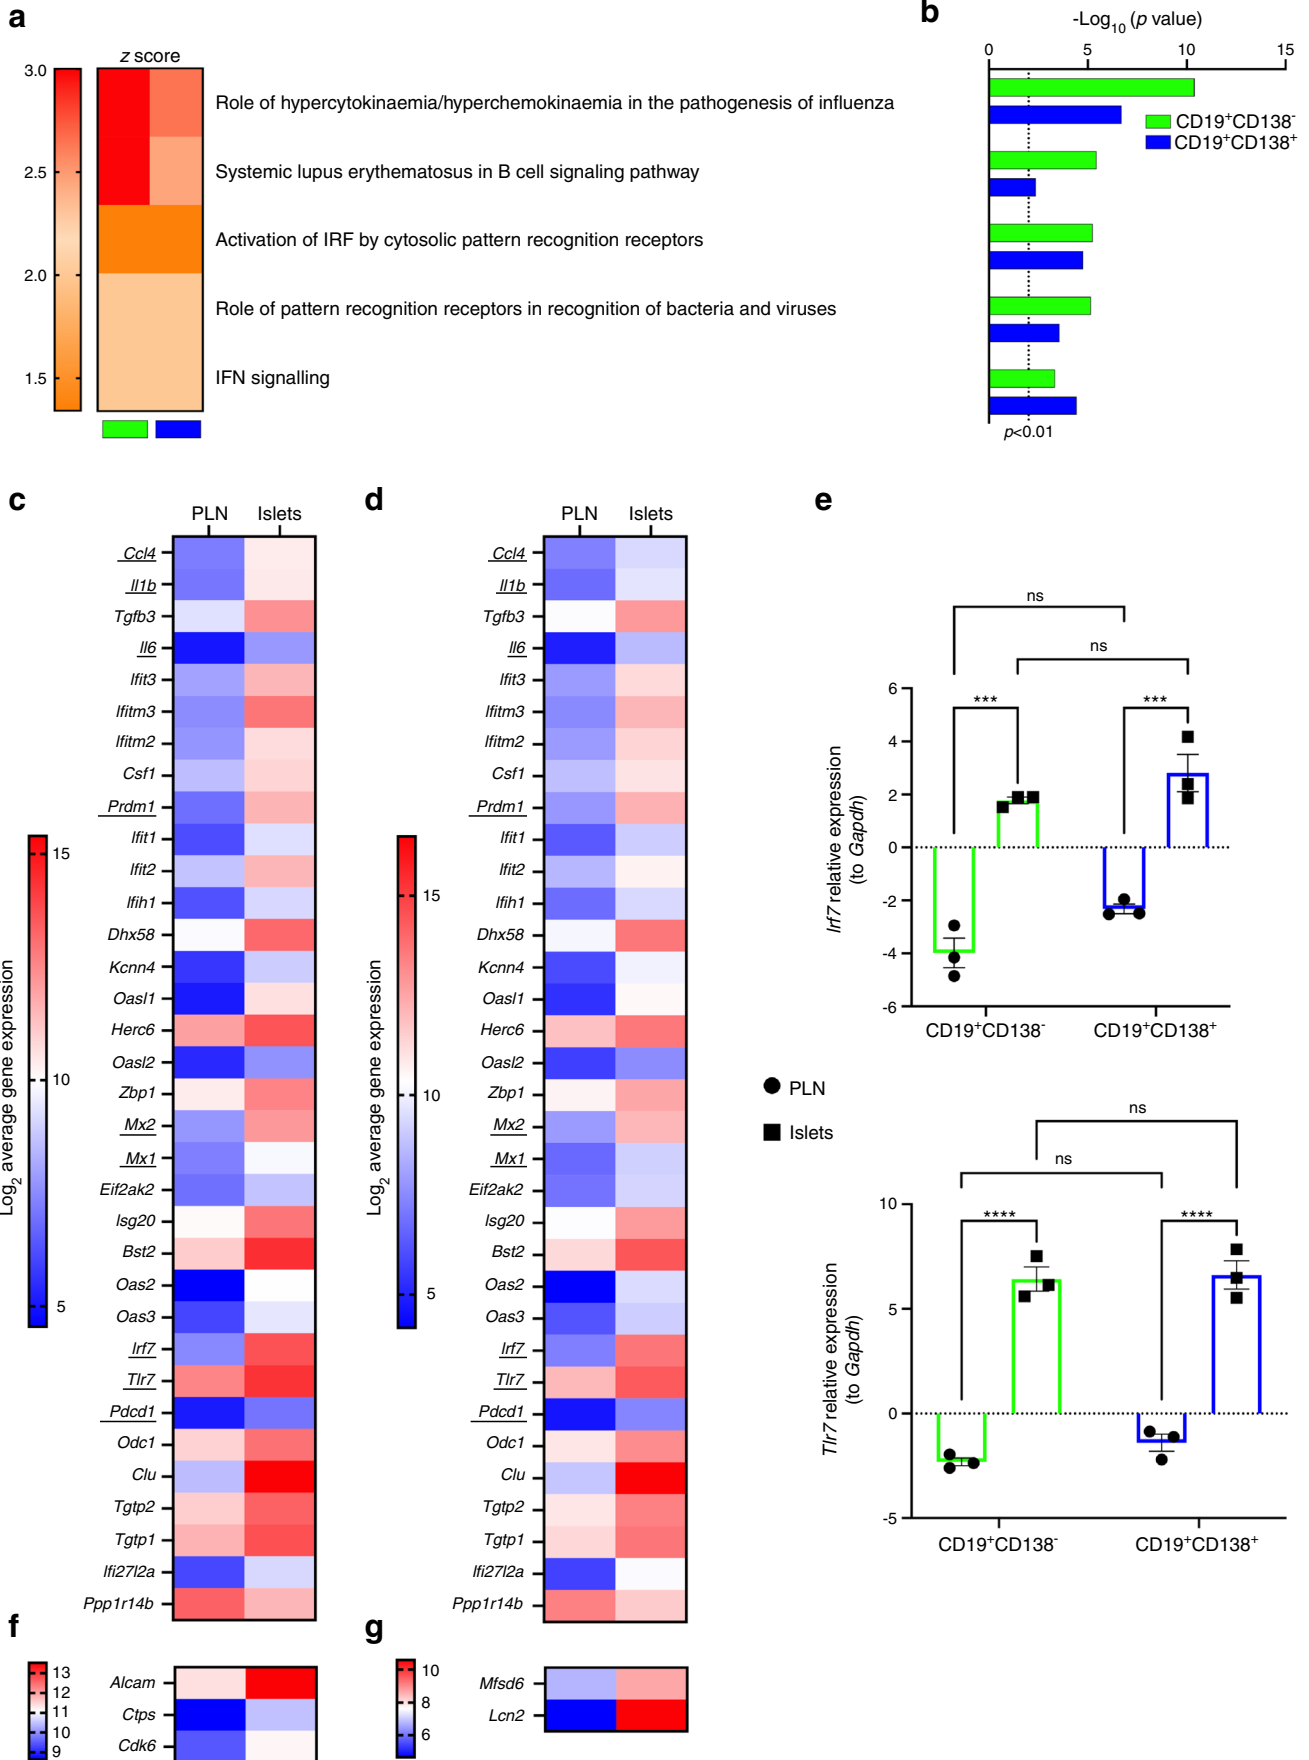 a
z score
3.0
2.5
2.0
1.5
Role of hypercytokinaemia/hyperchemokinaemia in the pathogenesis of influenza
Systemic lupus erythematosus in B cell signaling pathway
Activation of IRF by cytosolic pattern recognition receptors
Role of pattern recognition receptors in recognition of bacteria and viruses
IFN signalling
b
-Log10 (p value)
0 5 10 15
CD19+CD138-
CD19+CD138+
p<0.01
c
PLN Islets
Ccl4
Il1b
Tgfb3
Il6
Ifit3
Ifitm3
Ifitm2
Csf1
Prdm1
Ifit1
Ifit2
Ifih1
Dhx58
Kcnn4
Oasl1
Herc6
Oasl2
Zbp1
Mx2
Mx1
Eif2ak2
Isg20
Bst2
Oas2
Oas3
Irf7
Tlr7
Pdcd1
Odc1
Clu
Tgtp2
Tgtp1
Ifi27l2a
Ppp1r14b
Log2 average gene expression
15
10
5
d
PLN Islets
Ccl4
Il1b
Tgfb3
Il6
Ifit3
Ifitm3
Ifitm2
Csf1
Prdm1
Ifit1
Ifit2
Ifih1
Dhx58
Kcnn4
Oasl1
Herc6
Oasl2
Zbp1
Mx2
Mx1
Eif2ak2
Isg20
Bst2
Oas2
Oas3
Irf7
Tlr7
Pdcd1
Odc1
Clu
Tgtp2
Tgtp1
Ifi27l2a
Ppp1r14b
Log2 average gene expression
15
10
5
e
ns
ns
*** ***
Irf7 relative expression
(to Gapdh)
6
4
2
0
-2
-4
-6
CD19+CD138- CD19+CD138+
PLN
Islets
ns
ns
**** ****
Tlr7 relative expression
(to Gapdh)
10
5
0
-5
CD19+CD138- CD19+CD138+
f
13
12
11
10
9
Alcam
Ctps
Cdk6
g
10
8
6
Mfsd6
Lcn2